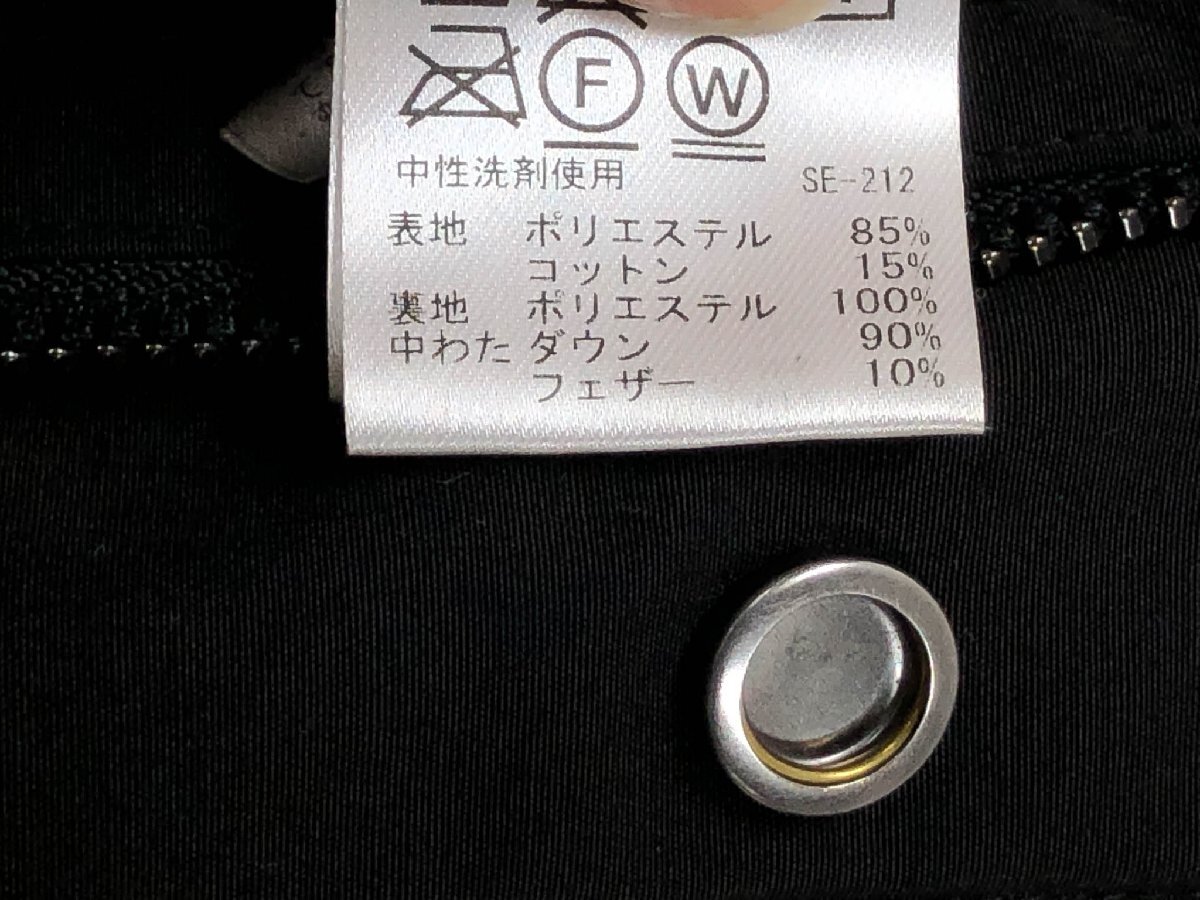 F W
中性洗剤使用 SE-212
表地 ポリエステル 85%
コットン 15%
裏地 ポリエステル 100%
中わた ダウン 90%
フェザー 10%